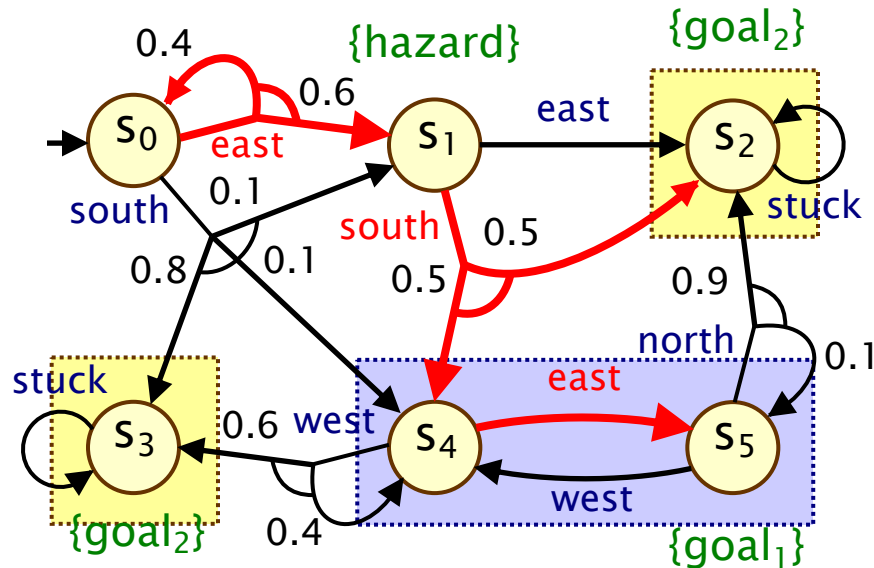 {goal₂}
0.4
{hazard}
0.6
east
s₀
s₁
s₂
east
0.1
south
south
0.5
stuck
0.8
0.1
0.5
0.9
north
0.1
stuck
east
0.6
west
s₃
s₄
s₅
west
0.4
{goal₂}
{goal₁}